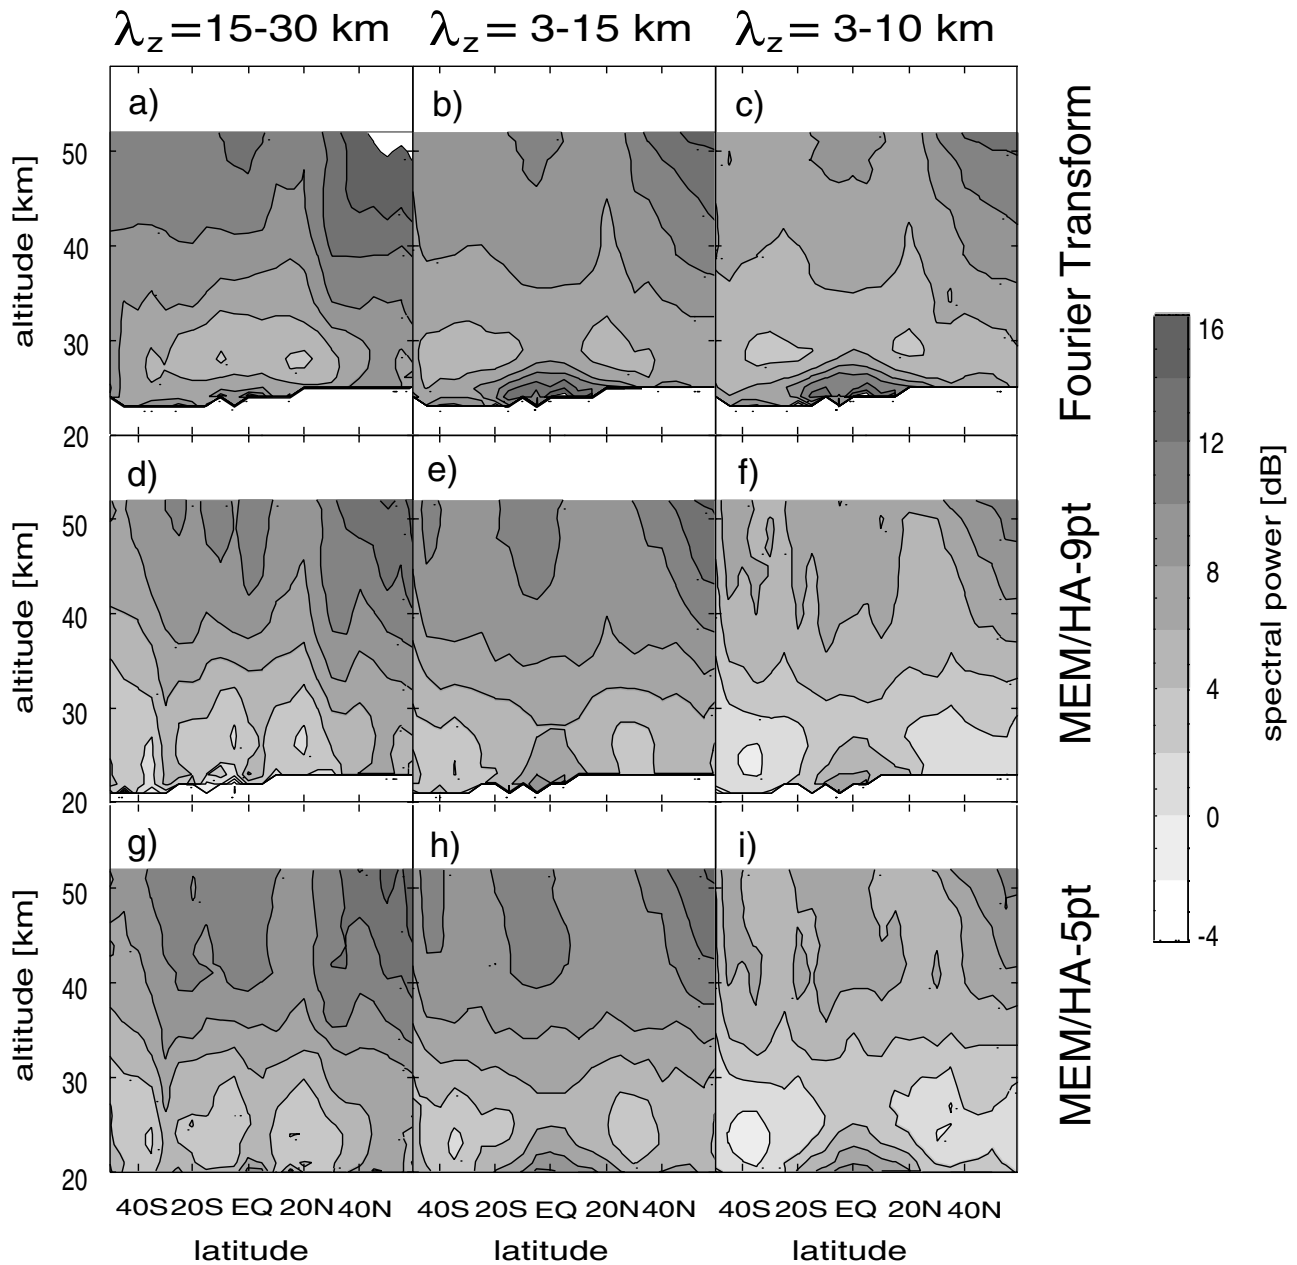 λz=15-30 km λz= 3-15 km λz= 3-10 km
a) b) c)
50
40
30
20
altitude [km]
Fourier Transform
d) e) f)
50
40
30
20
altitude [km]
MEM/HA-9pt
g) h) i)
50
40
30
20
altitude [km]
MEM/HA-5pt
40S 20S EQ 20N 40N 40S 20S EQ 20N 40N 40S 20S EQ 20N 40N
latitude latitude latitude
16
12
8
4
0
-4
spectral power [dB]